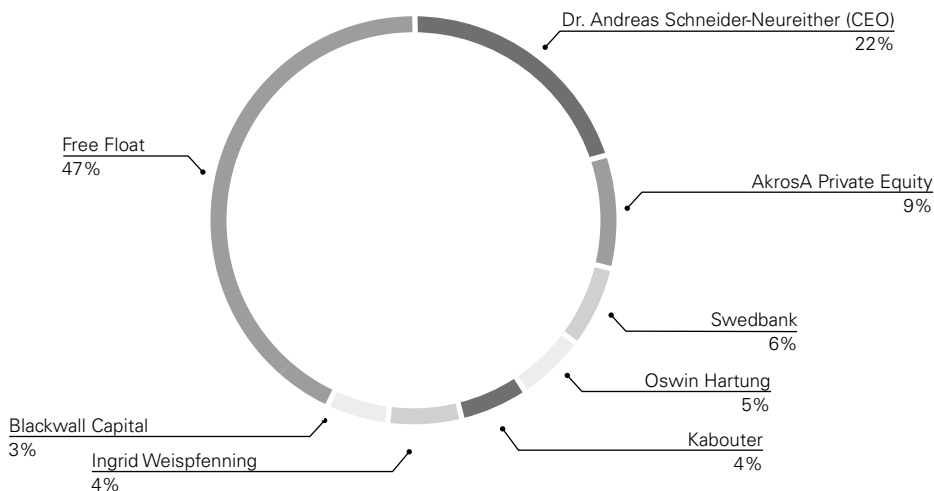 Dr. Andreas Schneider-Neureither (CEO)
22%
Free Float
47%
AkrosA Private Equity
9%
Swedbank
6%
Oswin Hartung
5%
Kabouter
4%
Blackwall Capital
3%
Ingrid Weispfenning
4%